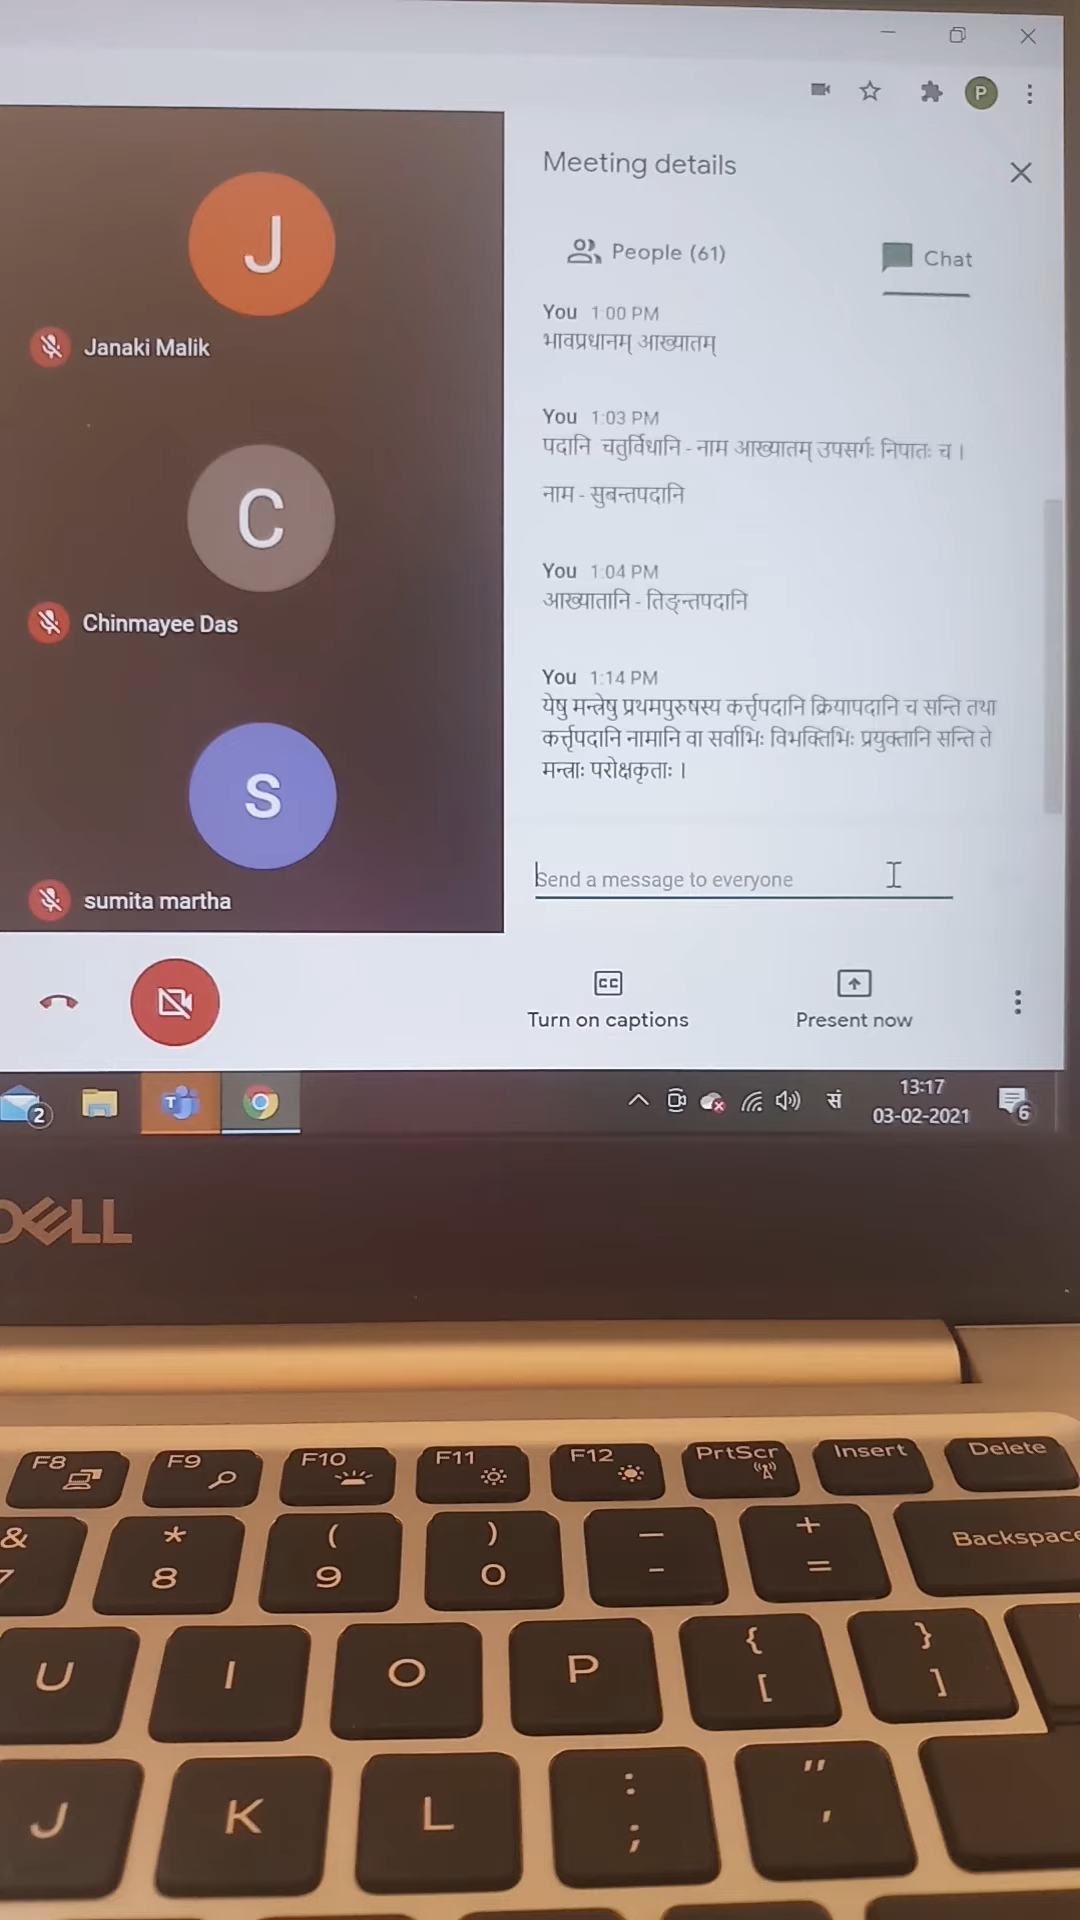 P
Meeting details
People (61)
Chat
J
Janaki Malik
C
Chinmayee Das
S
sumita martha
You 1:00 PM
भावप्रधानम् आख्यातम्
You 1:03 PM
पदानि चतुर्विधानि - नाम आख्यातम् उपसर्गः निपातः च ।
नाम - सुबन्तपदानि
You 1:04 PM
आख्यातानि - तिङ्न्तपदानि
You 1:14 PM
येषु मन्त्रेषु प्रथमपुरुषस्य कर्त्तृपदानि क्रियापदानि च सन्ति तथा
कर्त्तृपदानि नामानि वा सर्वाभिः विभक्तिभिः प्रयुक्तानि सन्ति ते
मन्त्राः परोक्षकृताः ।
Send a message to everyone
CC
Turn on captions
Present now
2
T
सं
13:17
03-02-2021
6
DELL
F8 F9 F10 F11 F12 PrtScr Insert Delete
& * ( ) — + Backspace
7 8 9 0 - =
U I O P { [ } ]
J K L : ; " '